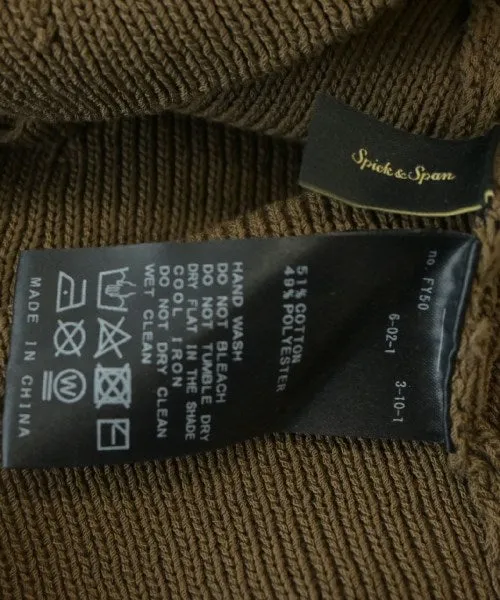 Spick & Span
no. FY50
6-02-1 3-10-1
51% COTTON
49% POLYESTER
HAND WASH
DO NOT BLEACH
DO NOT TUMBLE DRY
DRY FLAT IN THE SHADE
COOL IRON
DO NOT DRY CLEAN
WET CLEAN
W
MADE IN CHINA